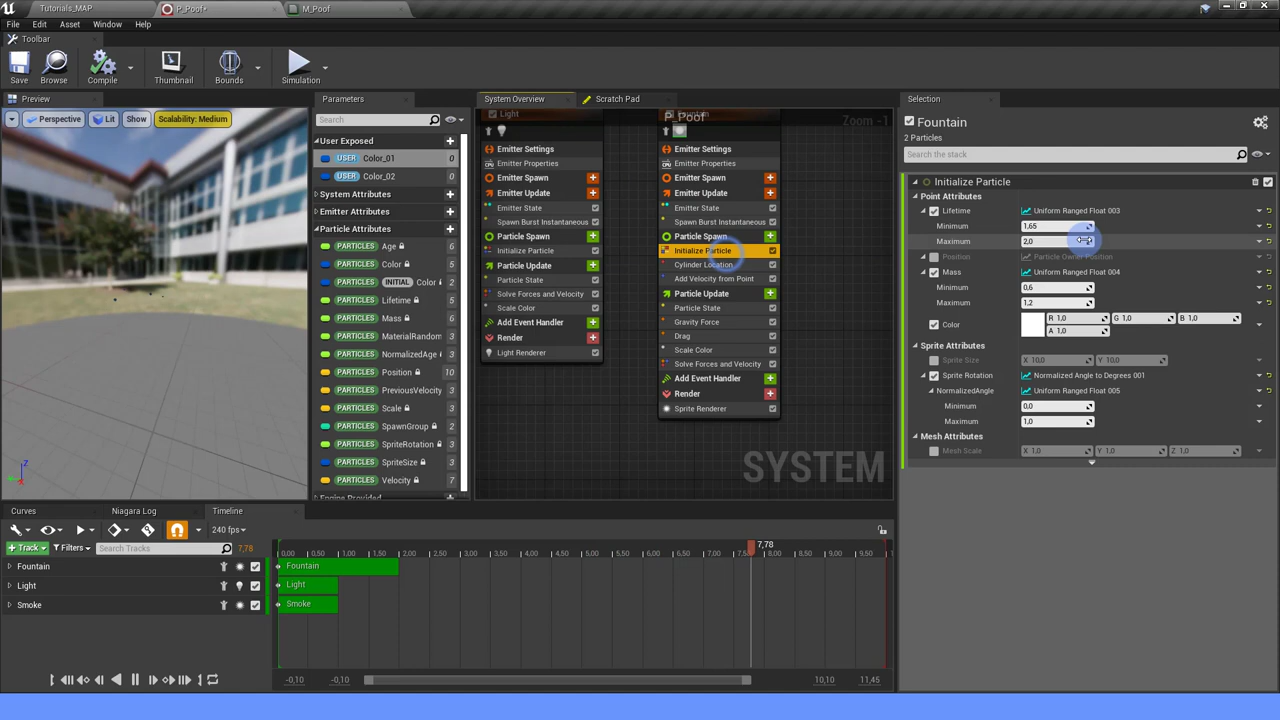 Tutorials_MAP
P_Poof*
M_Poof
File Edit Asset Window Help
Toolbar
Save Browse Compile Thumbnail Bounds Simulation
Preview
Perspective Lit Show Scalability: Medium
Parameters
Search
User Exposed
USER Color_01 0
USER Color_02 0
System Attributes
Emitter Attributes
Particle Attributes
PARTICLES Age 6
PARTICLES Color 6
PARTICLES INITIAL Color 2
PARTICLES Lifetime 6
PARTICLES Mass 6
PARTICLES MaterialRandom
PARTICLES NormalizedAge 3
PARTICLES Position 10
PARTICLES PreviousVelocity
PARTICLES Scale 3
PARTICLES SpawnGroup 2
PARTICLES SpriteRotation 3
PARTICLES SpriteSize 3
PARTICLES Velocity 7
Engine Provided
System Overview Scratch Pad
P_Poof
Zoom -1
Light
Emitter Settings
Emitter Properties
Emitter Spawn
Emitter Update
Emitter State
Spawn Burst Instantaneous
Particle Spawn
Initialize Particle
Particle Update
Particle State
Solve Forces and Velocity
Scale Color
Add Event Handler
Render
Light Renderer
Fountain
Emitter Settings
Emitter Properties
Emitter Spawn
Emitter Update
Emitter State
Spawn Burst Instantaneous
Particle Spawn
Initialize Particle
Cylinder Location
Add Velocity from Point
Particle Update
Particle State
Gravity Force
Drag
Scale Color
Solve Forces and Velocity
Add Event Handler
Render
Sprite Renderer
SYSTEM
Selection
Fountain
2 Particles
Search the stack
Initialize Particle
Point Attributes
Lifetime Uniform Ranged Float 003
Minimum 1,65
Maximum 2,0
Position Particle Owner Position
Mass Uniform Ranged Float 004
Minimum 0,6
Maximum 1,2
Color R 1,0 G 1,0 B 1,0
A 1,0
Sprite Attributes
Sprite Size X 10,0 Y 10,0
Sprite Rotation Normalized Angle to Degrees 001
NormalizedAngle Uniform Ranged Float 005
Minimum 0,0
Maximum 1,0
Mesh Attributes
Mesh Scale X 1,0 Y 1,0 Z 1,0
Curves Niagara Log Timeline
240 fps
Track Filters Search Tracks 7,78
7,78
0,00 0,50 1,00 1,50 2,00 2,50 3,00 3,50 4,00 4,50 5,00 5,50 6,00 6,50 7,00 7,5 8,00 8,50 9,00 9,50
Fountain Fountain
Light Light
Smoke Smoke
-0,10 -0,10 10,10 11,45